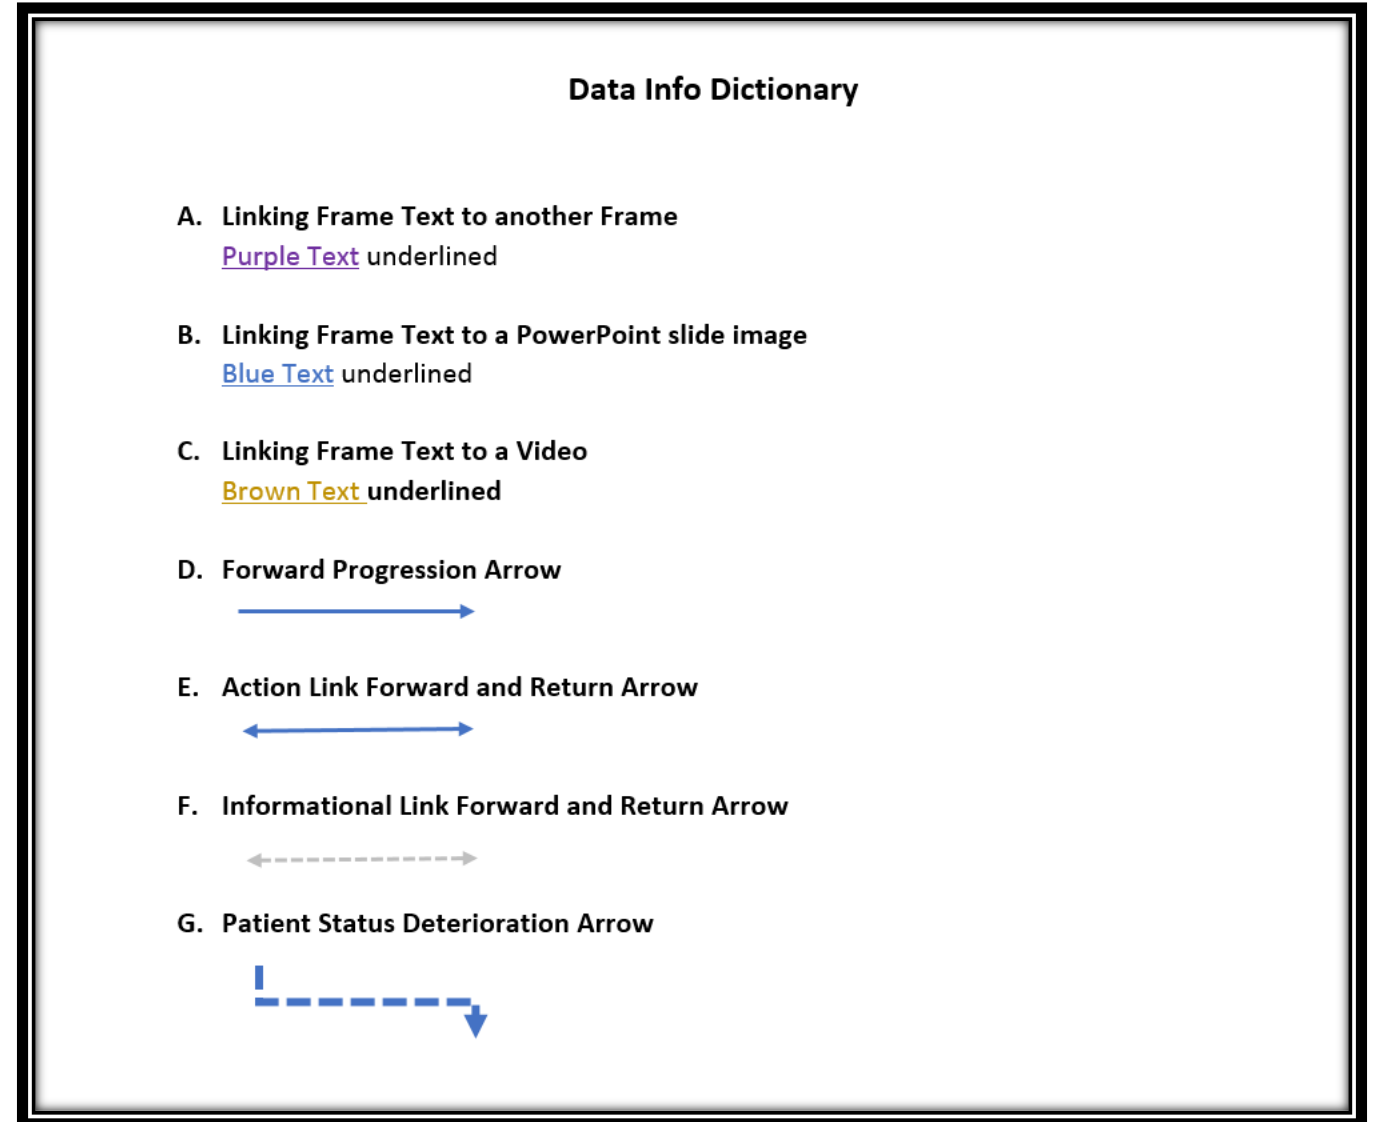 Data Info Dictionary
A. Linking Frame Text to another Frame
Purple Text underlined
B. Linking Frame Text to a PowerPoint slide image
Blue Text underlined
C. Linking Frame Text to a Video
Brown Text underlined
D. Forward Progression Arrow
E. Action Link Forward and Return Arrow
F. Informational Link Forward and Return Arrow
G. Patient Status Deterioration Arrow